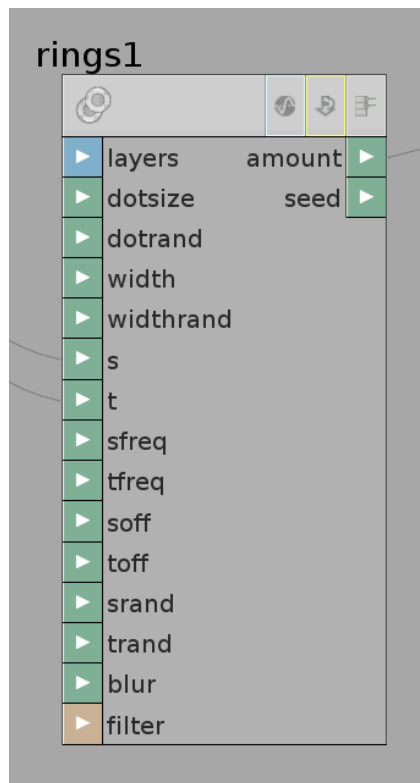 rings1
layers amount
dotsize seed
dotrand
width
widthrand
s
t
sfreq
tfreq
soff
toff
srand
trand
blur
filter